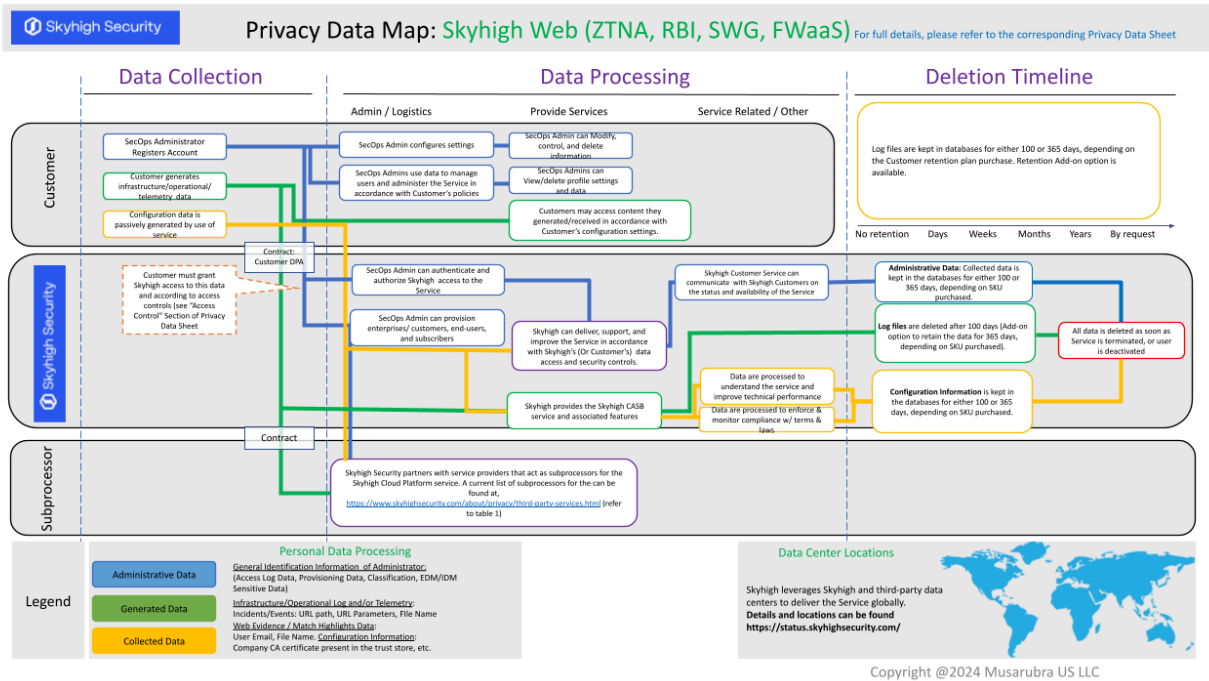 Skyhigh Security
Privacy Data Map: Skyhigh Web (ZTNA, RBI, SWG, FWaaS) For full details, please refer to the corresponding Privacy Data Sheet
Data Collection
Data Processing
Deletion Timeline
Admin / Logistics
Provide Services
Service Related / Other
Customer
SecOps Administrator
Registers Account
Customer generates
infrastructure/operational/
telemetry data
Configuration data is
passively generated by use of
service
SecOps Admin configures settings
SecOps Admin can Modify,
control, and delete
information
SecOps Admins use data to manage
users and administer the Service in
accordance with Customer's policies
SecOps Admins can
View/delete profile settings
and data
Customers may access content they
generated/received in accordance with
Customer's configuration settings.
Log files are kept in databases for either 100 or 365 days, depending on
the Customer retention plan purchase. Retention Add-on option is
available.
No retention Days Weeks Months Years By request
Contract:
Customer DPA
Skyhigh Security
Customer must grant
Skyhigh access to this data
and according to access
controls (see “Access
Control” Section of Privacy
Data Sheet
SecOps Admin can authenticate and
authorize Skyhigh access to the
Service
SecOps Admin can provision
enterprises/ customers, end-users,
and subscribers
Skyhigh can deliver, support, and
improve the Service in accordance
with Skyhigh's (Or Customer's) data
access and security controls.
Skyhigh provides the Skyhigh CASB
service and associated features
Skyhigh Customer Service can
communicate with Skyhigh Customers on
the status and availability of the Service
Data are processed to
understand the service and
improve technical performance
Data are processed to enforce &
monitor compliance w/ terms &
laws
Administrative Data: Collected data is
kept in the databases for either 100 or
365 days, depending on SKU
purchased.
Log files are deleted after 100 days (Add-on
option to retain the data for 365 days,
depending on SKU purchased).
Configuration Information is kept in
the databases for either 100 or 365
days, depending on SKU purchased.
All data is deleted as soon as
Service is terminated, or user
is deactivated
Contract
Subprocessor
Skyhigh Security partners with service providers that act as subprocessors for the
Skyhigh Cloud Platform service. A current list of subprocessors for the can be
found at,
https://www.skyhighsecurity.com/about/privacy/third-party-services.html (refer
to table 1)
Legend
Personal Data Processing
Administrative Data
General Identification Information of Administrator:
(Access Log Data, Provisioning Data, Classification, EDM/IDM
Sensitive Data)
Generated Data
Infrastructure/Operational Log and/or Telemetry:
Incidents/Events: URL path, URL Parameters, File Name
Web Evidence / Match Highlights Data:
Collected Data
User Email, File Name. Configuration Information:
Company CA certificate present in the trust store, etc.
Data Center Locations
Skyhigh leverages Skyhigh and third-party data
centers to deliver the Service globally.
Details and locations can be found
https://status.skyhighsecurity.com/
Copyright @2024 Musarubra US LLC